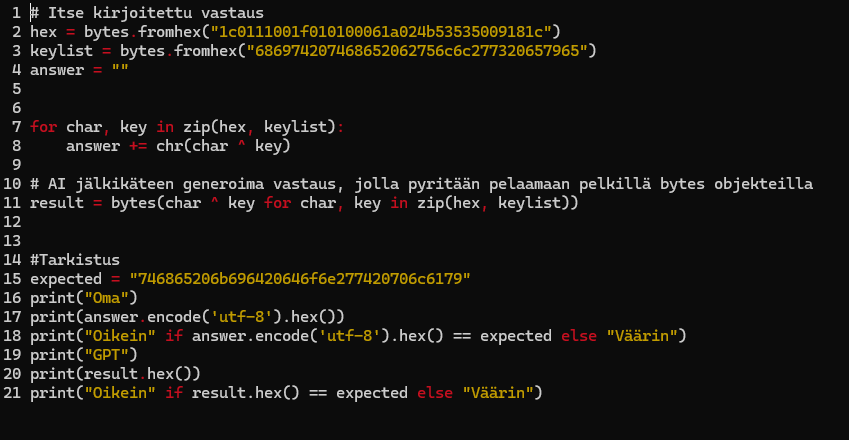 1 # Itse kirjoitettu vastaus
2 hex = bytes.fromhex("1c0111001f010100061a024b53535009181c")
3 keylist = bytes.fromhex("686974207468652062756c6c277320657965")
4 answer = ""
5
6
7 for char, key in zip(hex, keylist):
8     answer += chr(char ^ key)
9
10 # AI jälkikäteen generoima vastaus, jolla pyritään pelaamaan pelkillä bytes objekteilla
11 result = bytes(char ^ key for char, key in zip(hex, keylist))
12
13
14 #Tarkistus
15 expected = "746865206b696420646f6e277420706c6179"
16 print("Oma")
17 print(answer.encode('utf-8').hex())
18 print("Oikein" if answer.encode('utf-8').hex() == expected else "Väärin")
19 print("GPT")
20 print(result.hex())
21 print("Oikein" if result.hex() == expected else "Väärin")